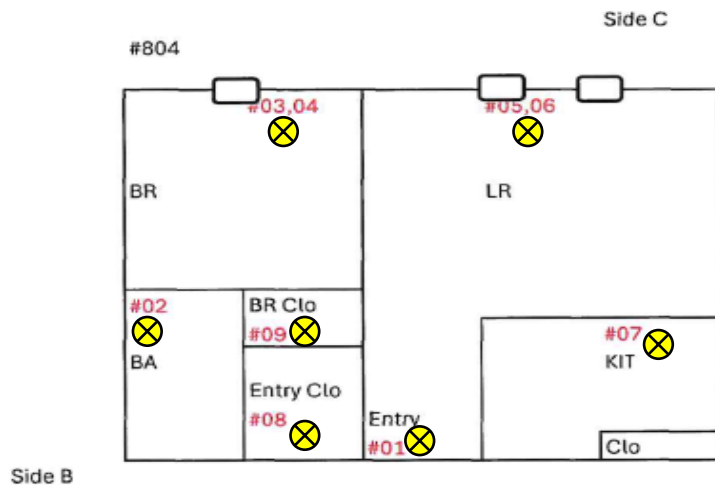 Side C
#804
#03,04
#05,06
BR
LR
#02
BR Clo
#09
#07
BA
KIT
Entry Clo
#08
Entry
#01
Clo
Side B